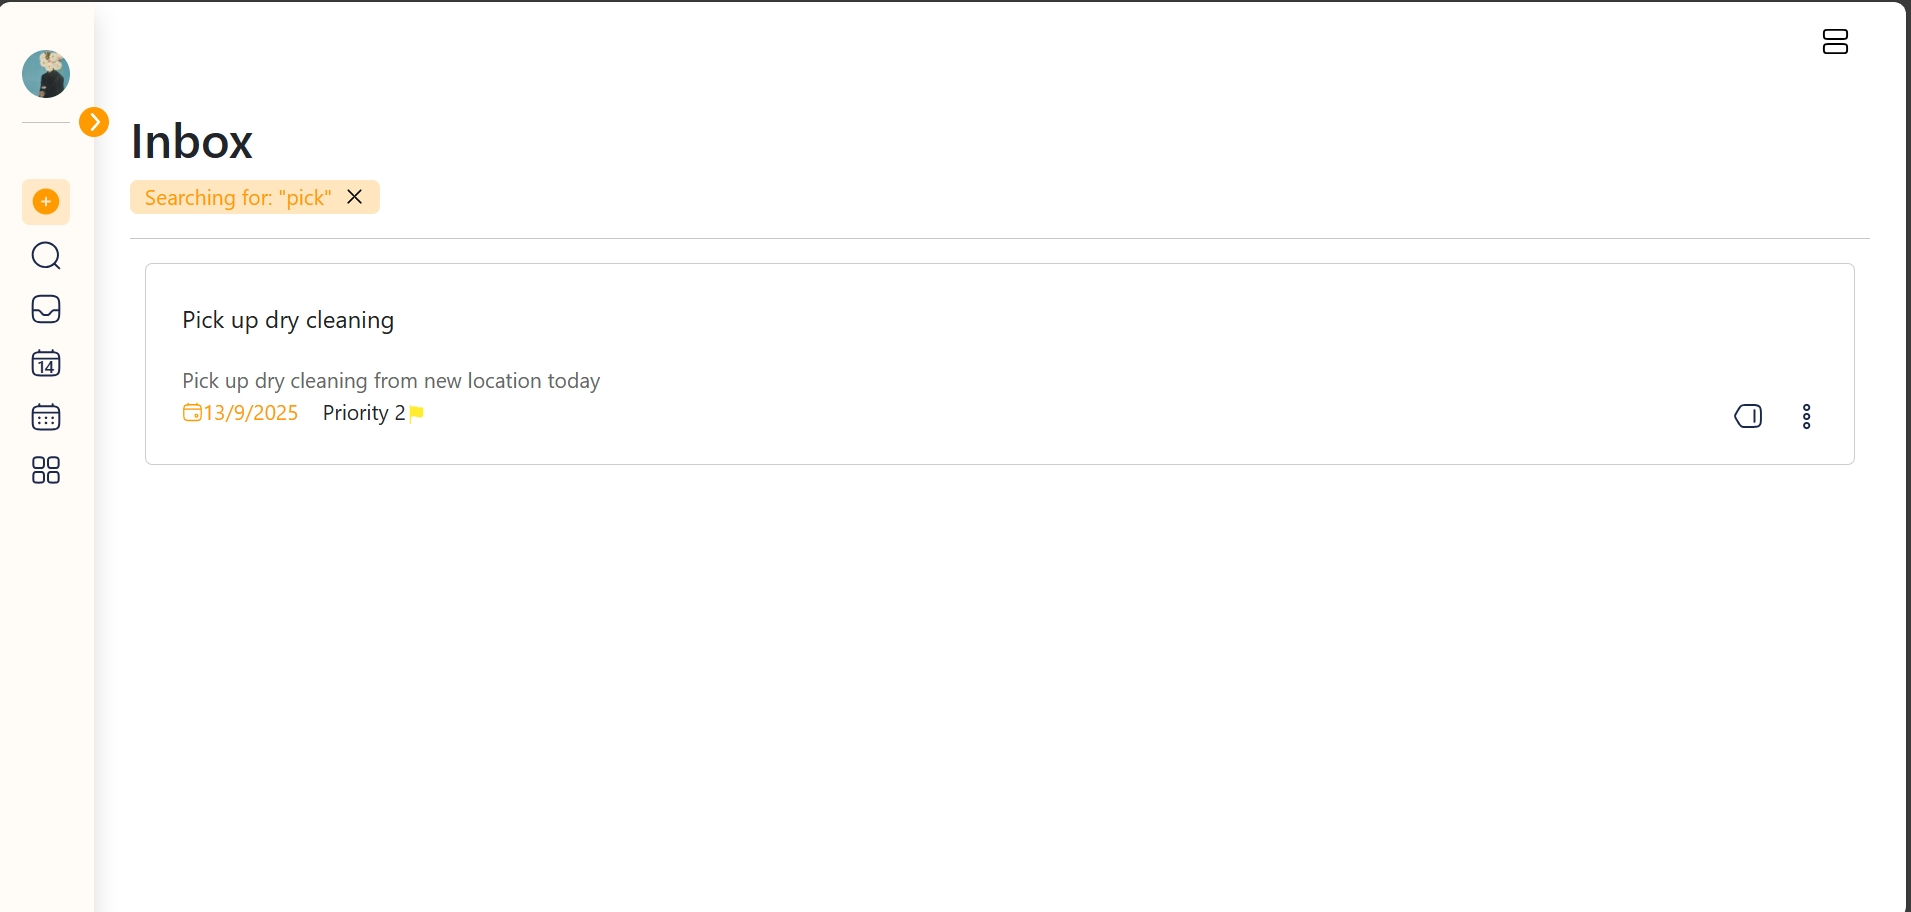 Inbox
Searching for: "pick"
14
Pick up dry cleaning
Pick up dry cleaning from new location today
13/9/2025 Priority 2